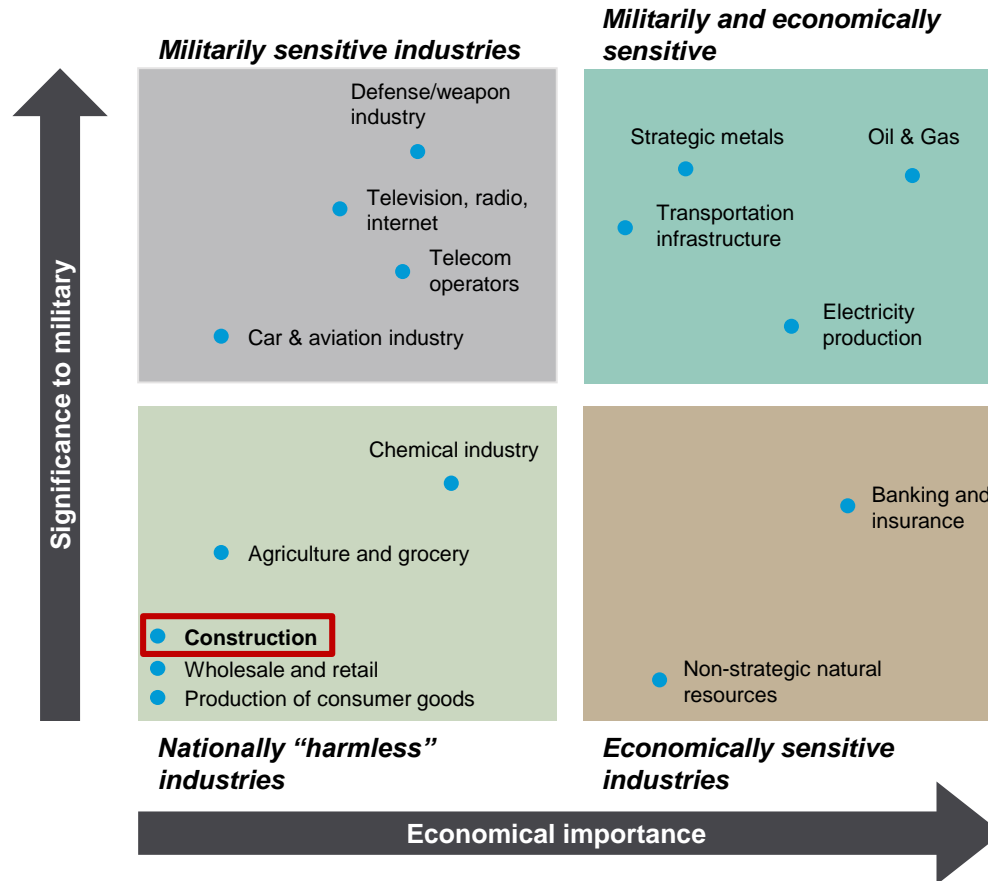 Militarily sensitive industries
Militarily and economically
sensitive
Defense/weapon
industry
Television, radio,
internet
Telecom
operators
Car & aviation industry
Strategic metals
Oil & Gas
Transportation
infrastructure
Electricity
production
Significance to military
Chemical industry
Agriculture and grocery
Construction
Wholesale and retail
Production of consumer goods
Banking and
insurance
Non-strategic natural
resources
Nationally “harmless”
industries
Economically sensitive
industries
Economical importance